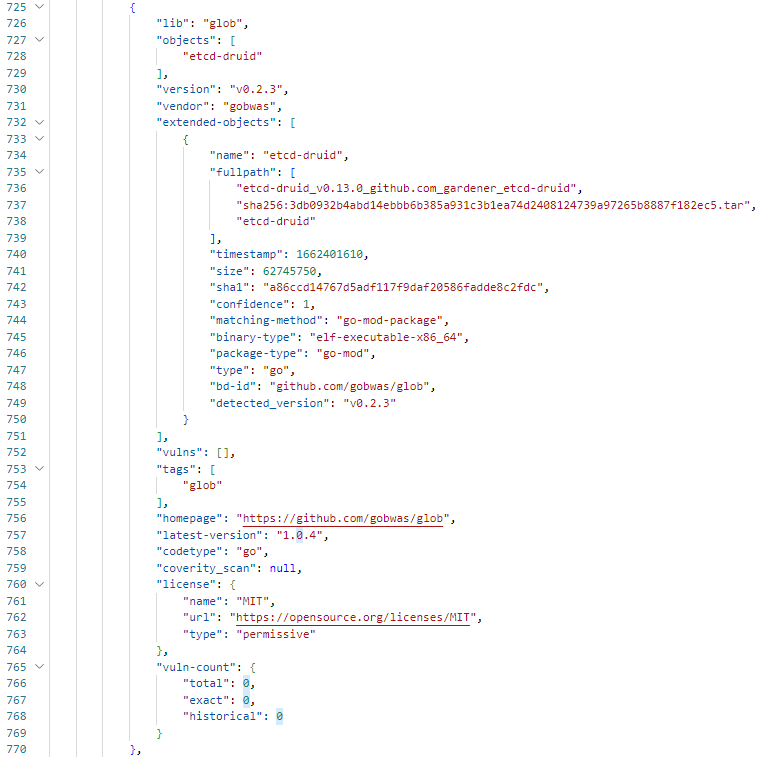 725 {
726 "lib": "glob",
727 "objects": [
728 "etcd-druid"
729 ],
730 "version": "v0.2.3",
731 "vendor": "gobwas",
732 "extended-objects": [
733 {
734 "name": "etcd-druid",
735 "fullpath": [
736 "etcd-druid_v0.13.0_github.com_gardener_etcd-druid",
737 "sha256:3db0932b4abd14ebbb6b385a931c3b1ea74d2408124739a97265b8887f182ec5.tar",
738 "etcd-druid"
739 ],
740 "timestamp": 1662401610,
741 "size": 62745750,
742 "sha1": "a86ccd14767d5adf117f9daf20586fadde8c2fdc",
743 "confidence": 1,
744 "matching-method": "go-mod-package",
745 "binary-type": "elf-executable-x86_64",
746 "package-type": "go-mod",
747 "type": "go",
748 "bd-id": "github.com/gobwas/glob",
749 "detected_version": "v0.2.3"
750 }
751 ],
752 "vulns": [],
753 "tags": [
754 "glob"
755 ],
756 "homepage": "https://github.com/gobwas/glob",
757 "latest-version": "1.0.4",
758 "codetype": "go",
759 "coverity_scan": null,
760 "license": {
761 "name": "MIT",
762 "url": "https://opensource.org/licenses/MIT",
763 "type": "permissive"
764 },
765 "vuln-count": {
766 "total": 0,
767 "exact": 0,
768 "historical": 0
769 }
770 },